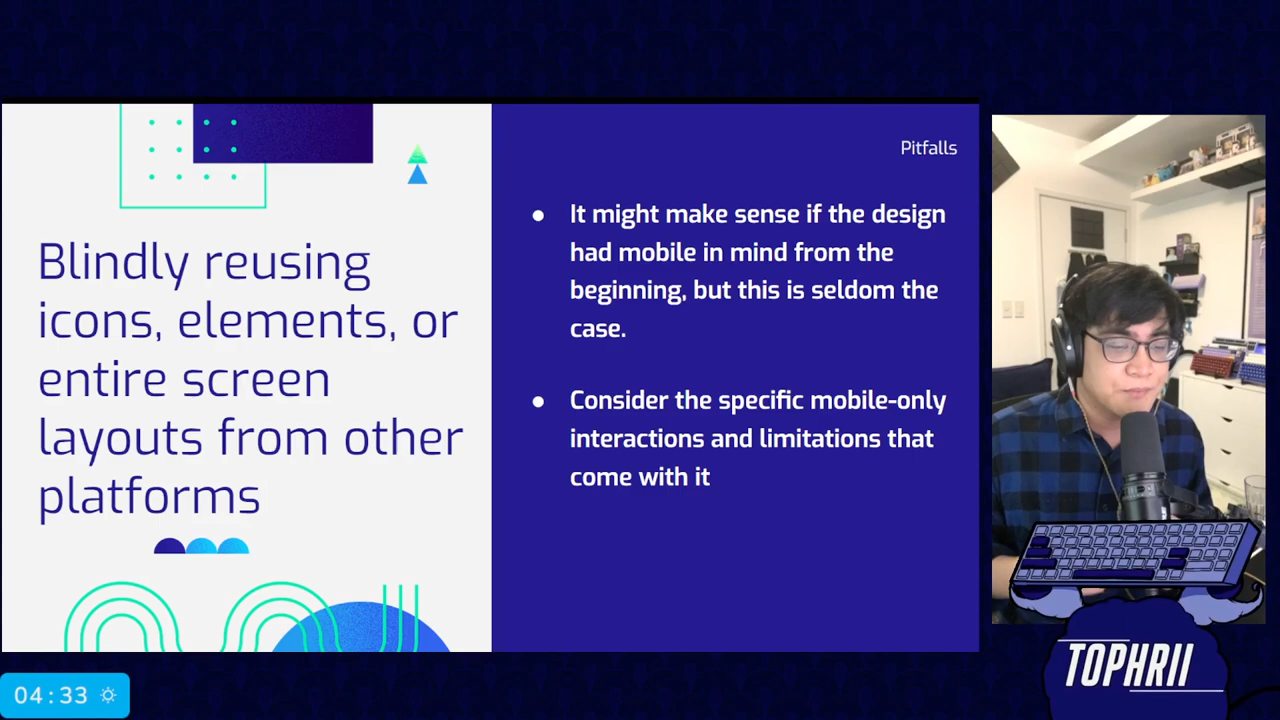 Pitfalls
Blindly reusing
icons, elements, or
entire screen
layouts from other
platforms
● It might make sense if the design
had mobile in mind from the
beginning, but this is seldom the
case.
● Consider the specific mobile-only
interactions and limitations that
come with it
TOPHRII
04:33